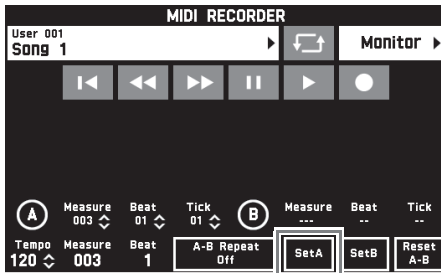 MIDI RECORDER
User 001
Song 1
Monitor
A Measure 003 Beat 01 Tick 01 B Measure --- Beat -- Tick --
Tempo 120 Measure 003 Beat 1 A-B Repeat Off SetA SetB Reset A-B